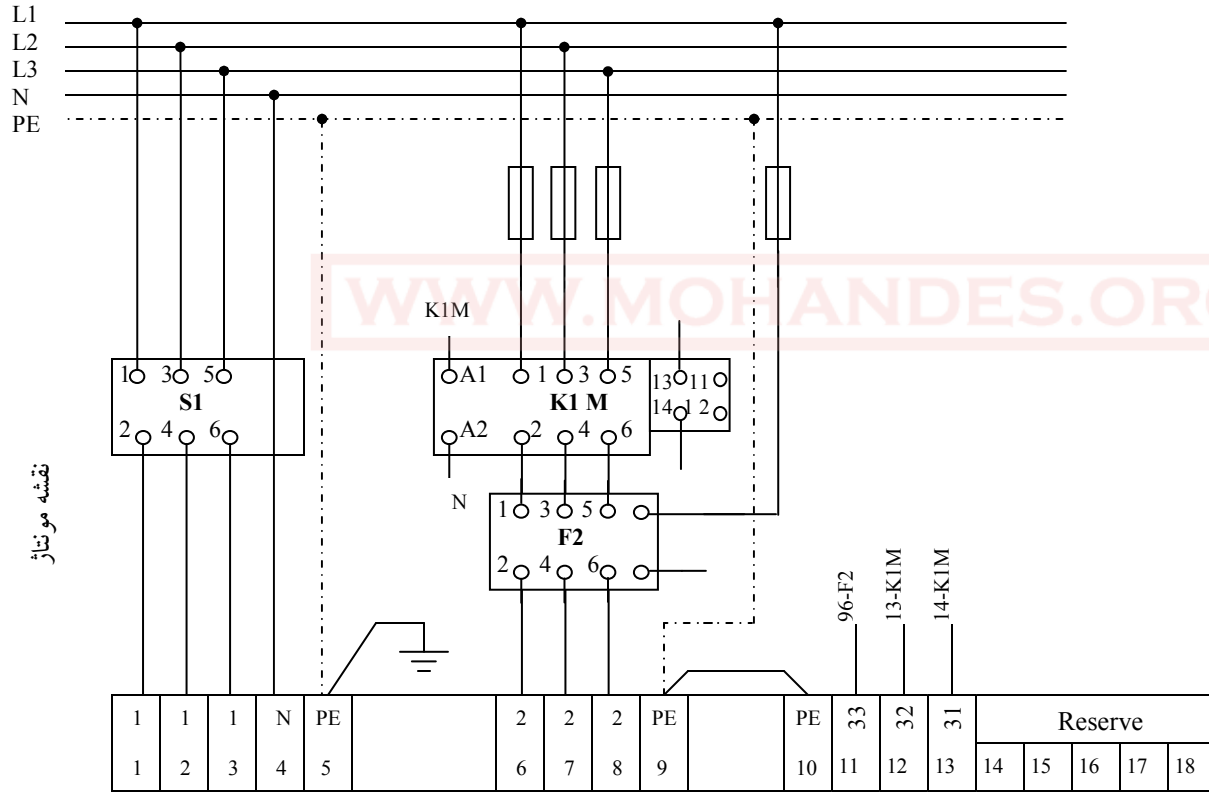 L1
L2
L3
N
PE
WWW.MOHANDES.ORG
K1M
1 3 5
S1
2 4 6
A1 1 3 5
K1 M
A2 2 4 6
13 11
14 1 2
N
1 3 5
F2
2 4 6
نقشه مونتاژ
96-F2
13-K1M
14-K1M
1 1 1 N PE 2 2 2 PE PE 33 32 31 Reserve
1 2 3 4 5 6 7 8 9 10 11 12 13 14 15 16 17 18